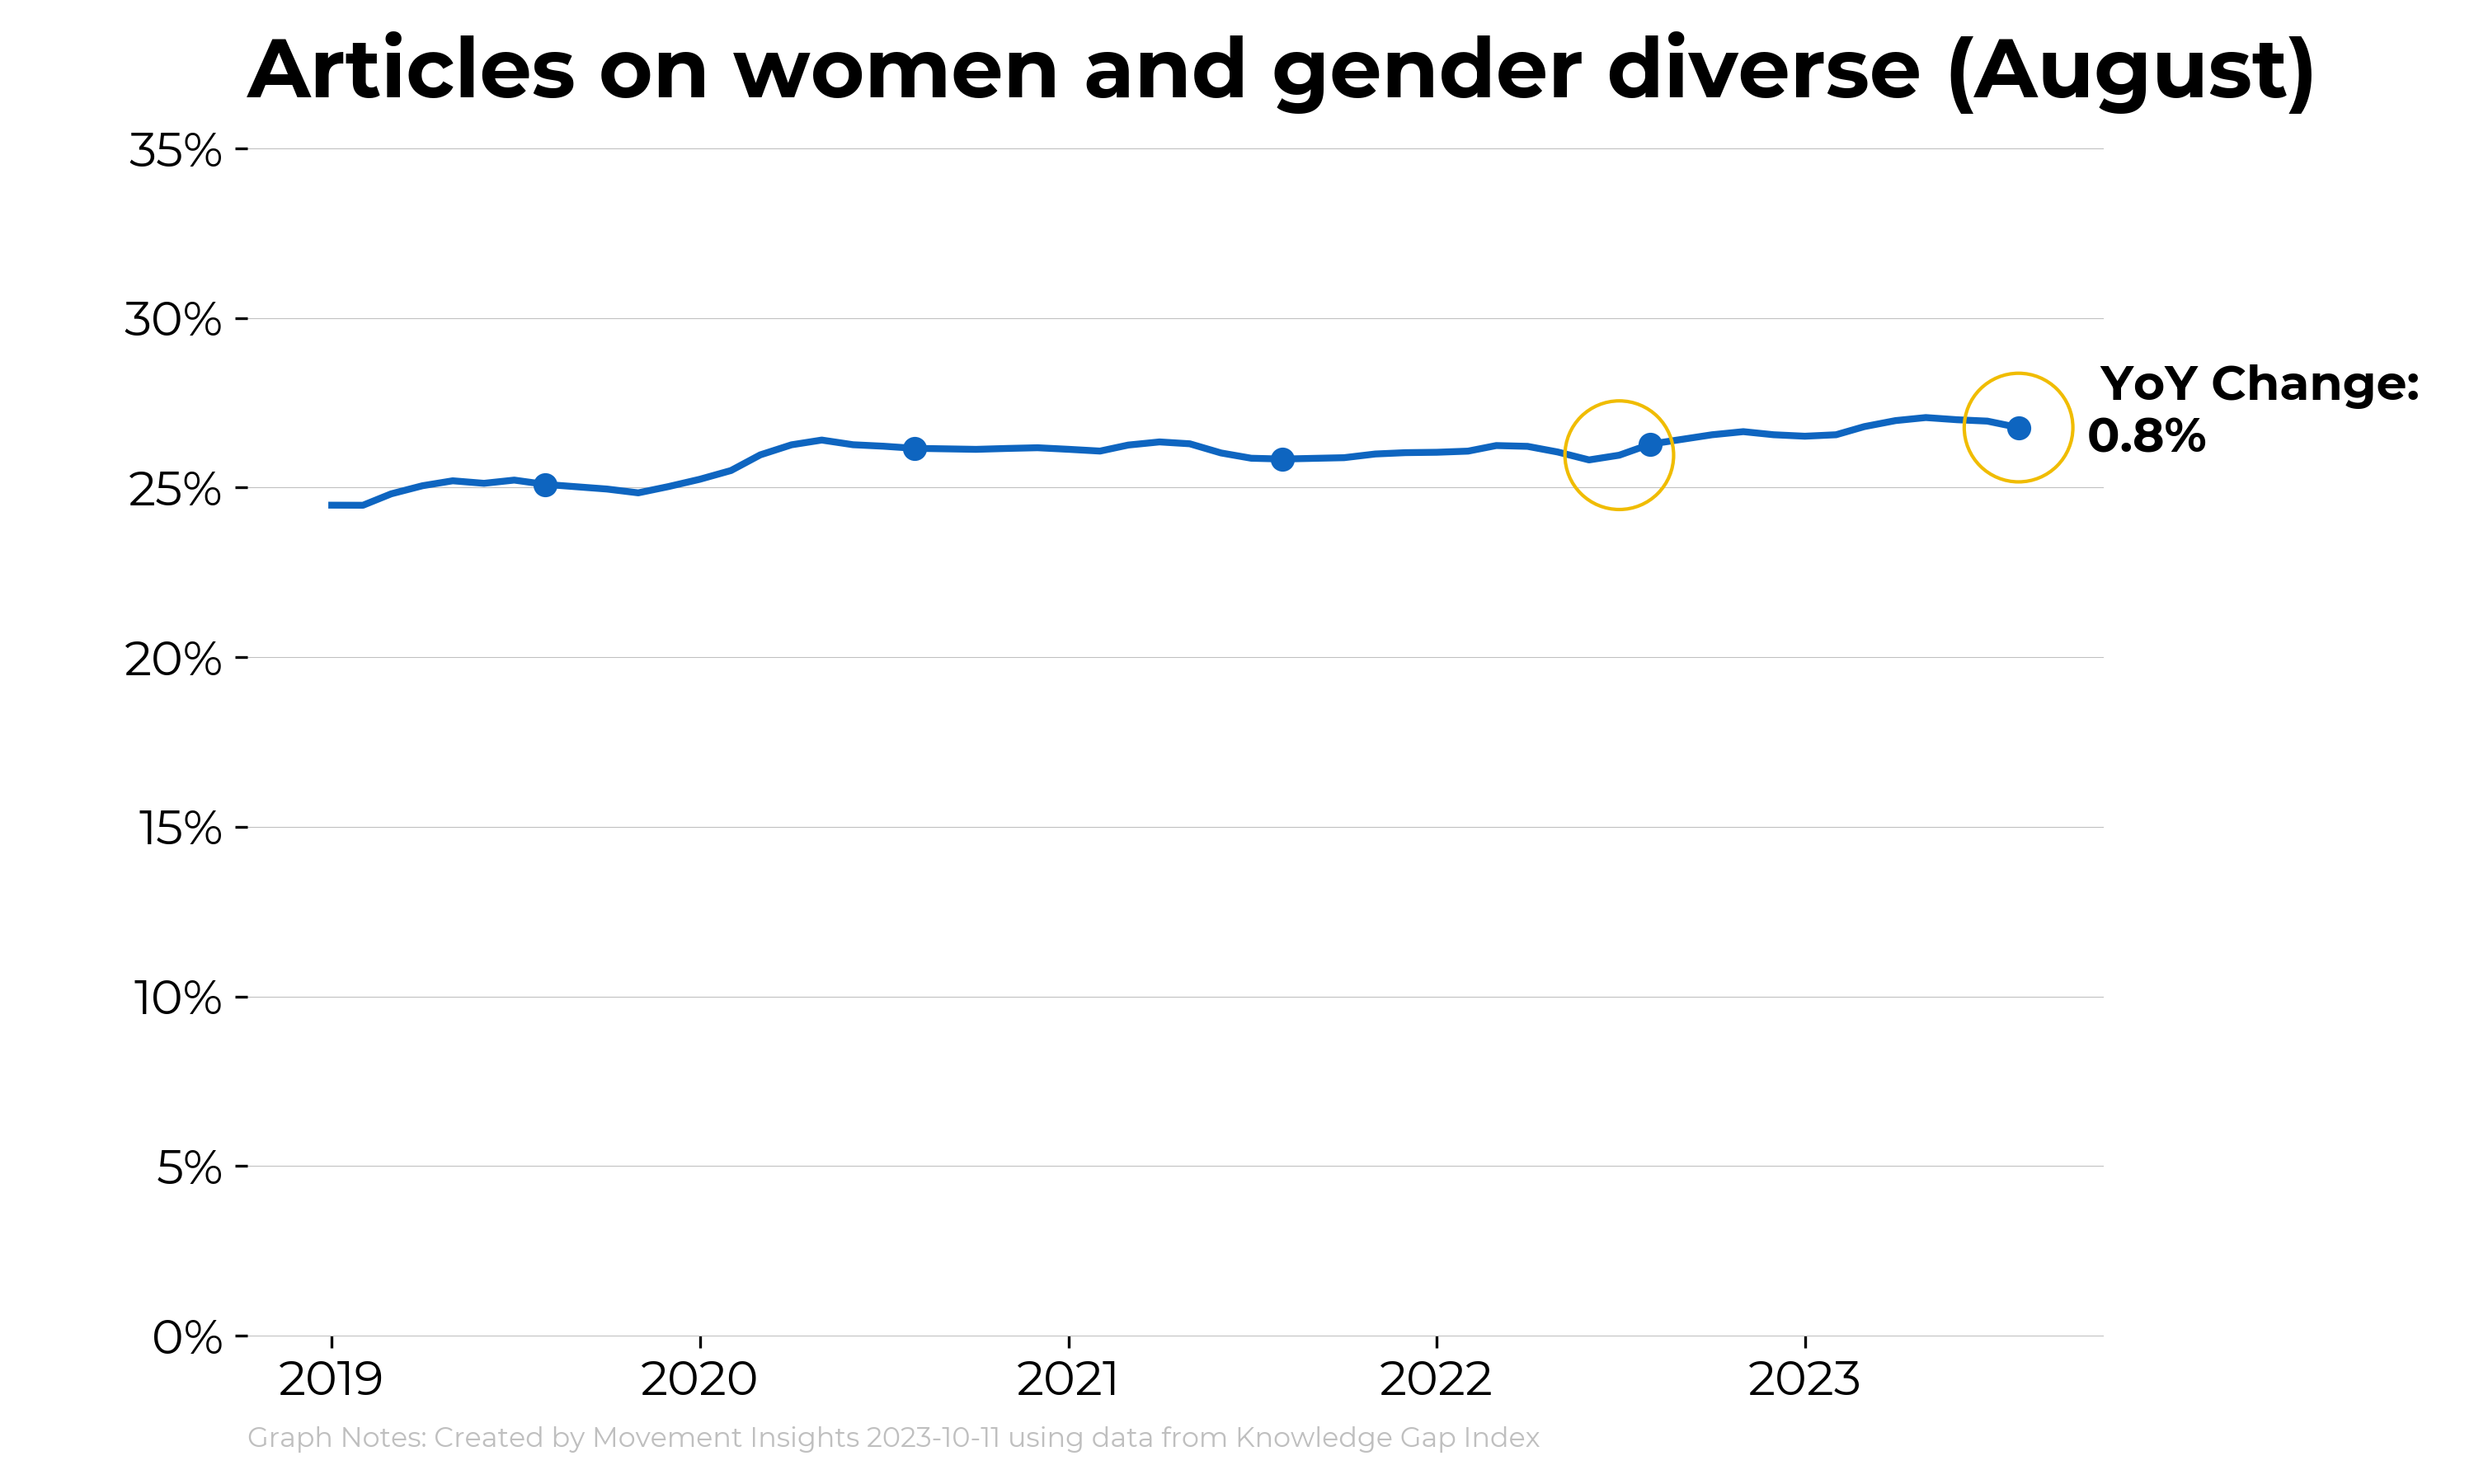 Articles on women and gender diverse (August)
35%
30%
YoY Change:
0.8%
25%
20%
15%
10%
5%
0%
2019 2020 2021 2022 2023
Graph Notes: Created by Movement Insights 2023-10-11 using data from Knowledge Gap Index